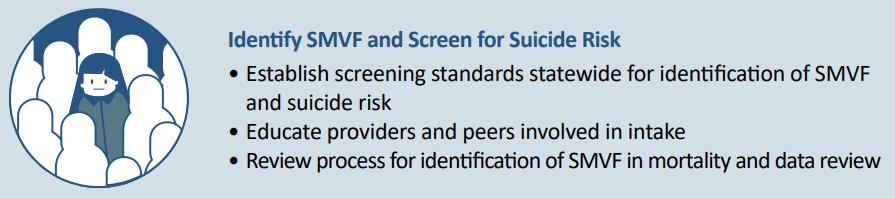 Identify SMVF and Screen for Suicide Risk
• Establish screening standards statewide for identification of SMVF
and suicide risk
• Educate providers and peers involved in intake
• Review process for identification of SMVF in mortality and data review